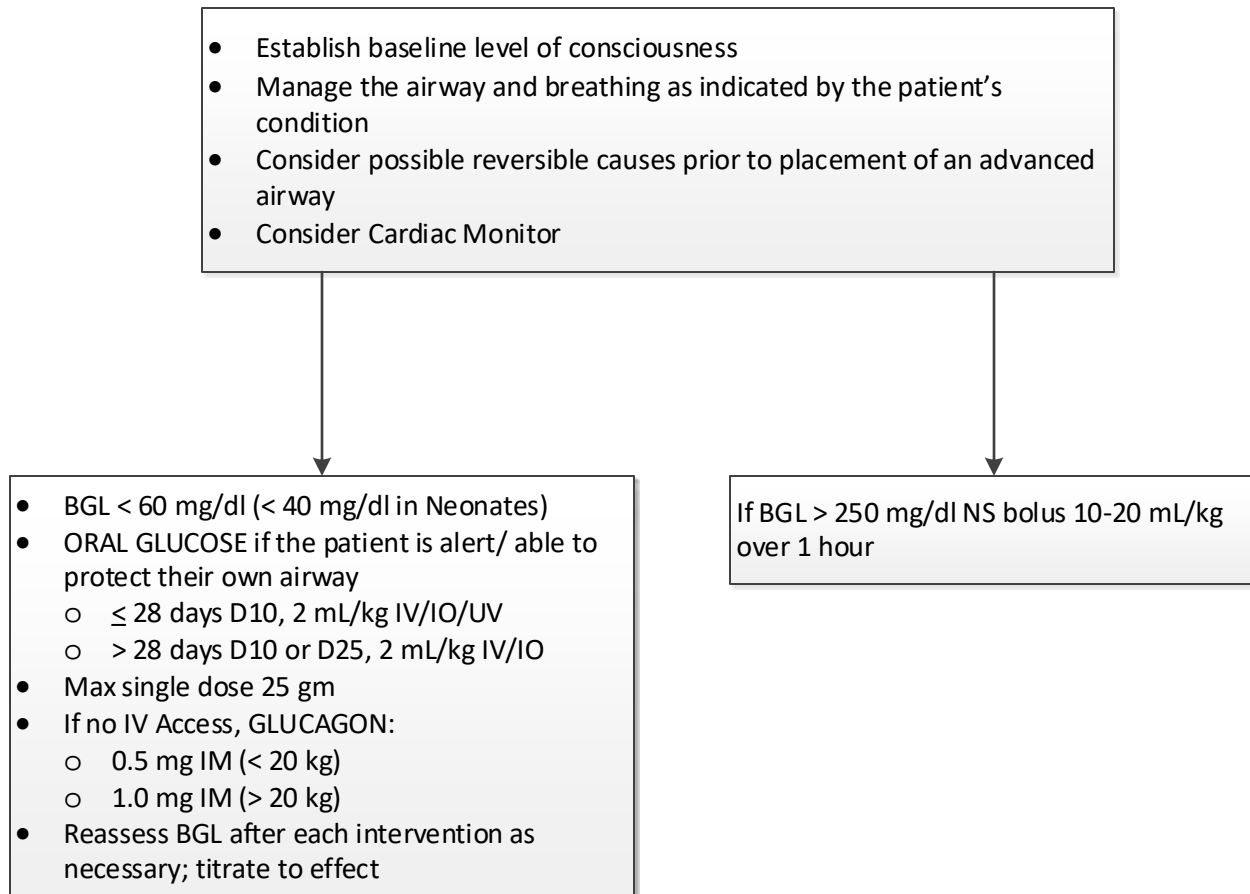 • Establish baseline level of consciousness
• Manage the airway and breathing as indicated by the patient’s
condition
• Consider possible reversible causes prior to placement of an advanced
airway
• Consider Cardiac Monitor
• BGL < 60 mg/dl (< 40 mg/dl in Neonates)
• ORAL GLUCOSE if the patient is alert/ able to
protect their own airway
o ≤ 28 days D10, 2 mL/kg IV/IO/UV
o > 28 days D10 or D25, 2 mL/kg IV/IO
• Max single dose 25 gm
• If no IV Access, GLUCAGON:
o 0.5 mg IM (< 20 kg)
o 1.0 mg IM (> 20 kg)
• Reassess BGL after each intervention as
necessary; titrate to effect
If BGL > 250 mg/dl NS bolus 10-20 mL/kg
over 1 hour